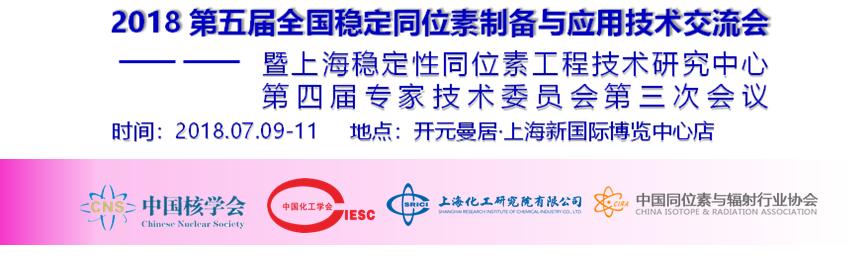 2018 第五届全国稳定同位素制备与应用技术交流会
—— —— 暨上海稳定性同位素工程技术研究中心
第四届专家技术委员会第三次会议
时间：2018.07.09-11 地点：开元曼居·上海新国际博览中心店
CNS 中国核学会
Chinese Nuclear Society
中国化工学会
CIESC
SRICI 上海化工研究院有限公司
SHANGHAI RESEARCH INSTITUTE OF CHEMICAL INDUSTRY CO., LTD.
CIRA 中国同位素与辐射行业协会
CHINA ISOTOPE & RADIATION ASSOCIATION